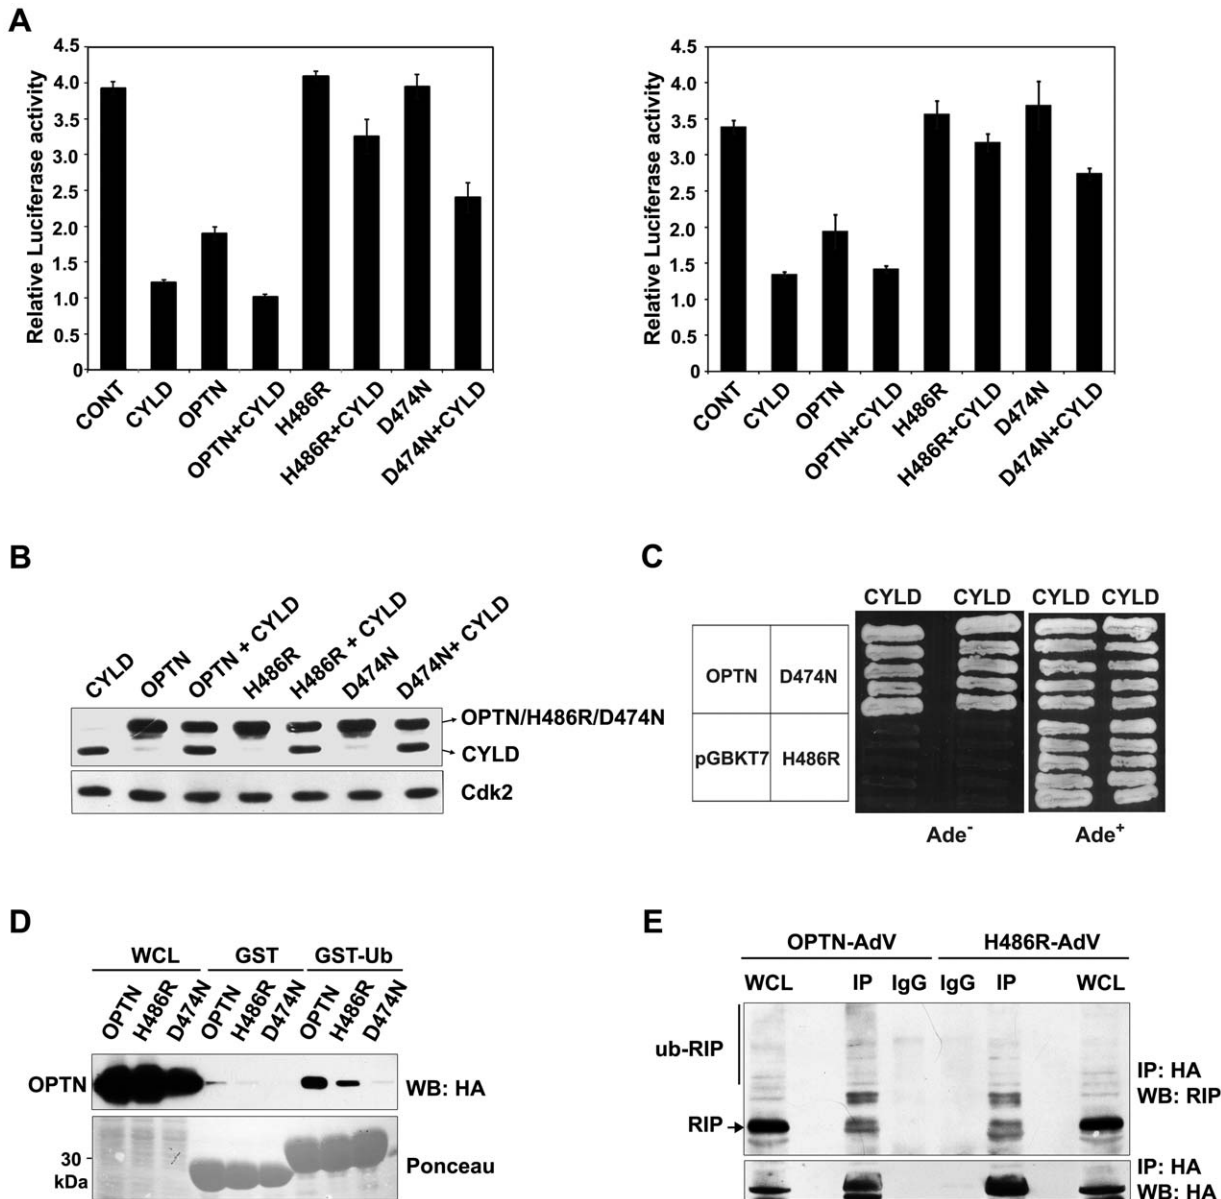 A
4.5
4.0
3.5
3.0
2.5
2.0
1.5
1.0
0.5
0
Relative Luciferase activity
CONT
CYLD
OPTN
OPTN+CYLD
H486R
H486R+CYLD
D474N
D474N+CYLD
4.5
4.0
3.5
3.0
2.5
2.0
1.5
1.0
0.5
0
Relative Luciferase activity
CONT
CYLD
OPTN
OPTN+CYLD
H486R
H486R+CYLD
D474N
D474N+CYLD
B
CYLD
OPTN
OPTN + CYLD
H486R
H486R + CYLD
D474N
D474N+ CYLD
OPTN/H486R/D474N
CYLD
Cdk2
C
CYLD CYLD CYLD CYLD
OPTN D474N
pGBKT7 H486R
Ade- Ade+
D
WCL GST GST-Ub
OPTN
H486R
D474N
OPTN
H486R
D474N
OPTN
H486R
D474N
OPTN
WB: HA
30
kDa
Ponceau
E
OPTN-AdV H486R-AdV
WCL IP IgG IgG IP WCL
ub-RIP
IP: HA
WB: RIP
RIP
IP: HA
WB: HA